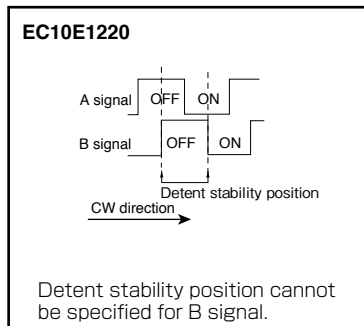 EC10E1220
A signal OFF ON
B signal OFF ON
Detent stability position
CW direction
Detent stability position cannot
be specified for B signal.